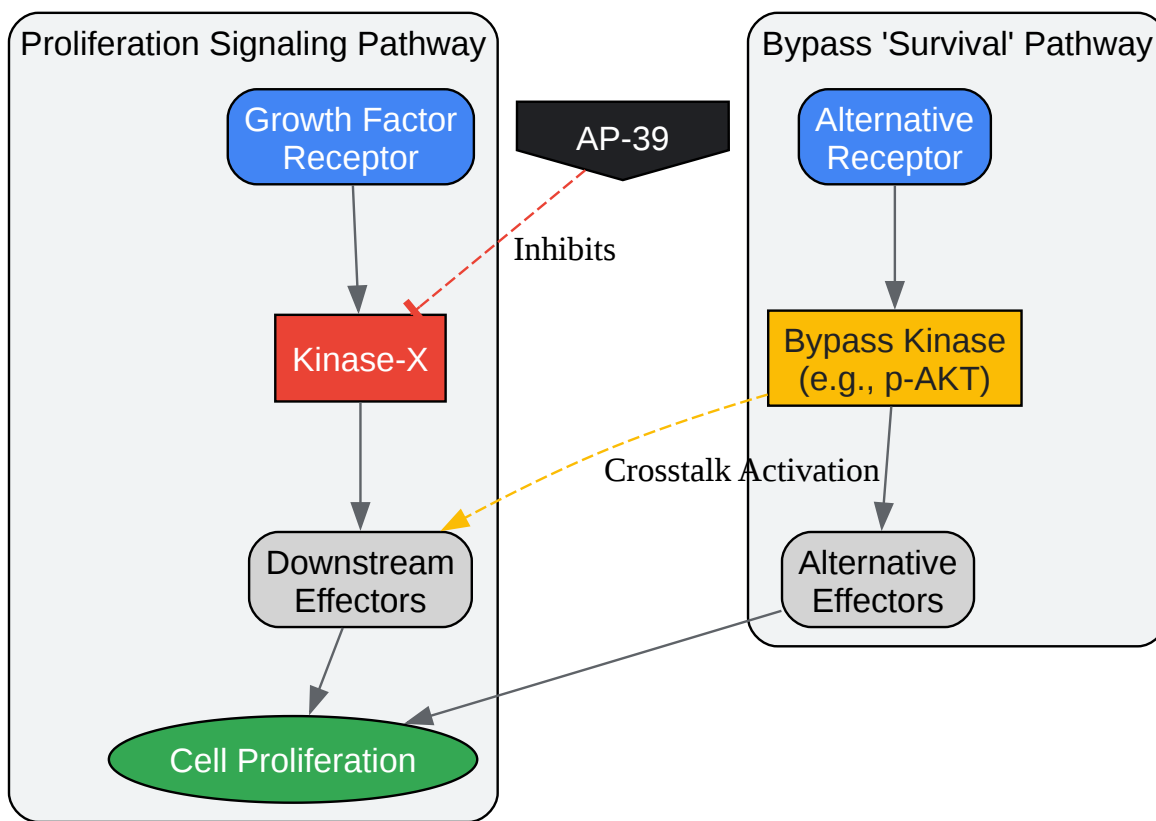 Proliferation Signaling Pathway
Bypass 'Survival' Pathway
Growth Factor
Receptor
AP-39
Alternative
Receptor
Inhibits
Kinase-X
Bypass Kinase
(e.g., p-AKT)
Crosstalk Activation
Downstream
Effectors
Alternative
Effectors
Cell Proliferation